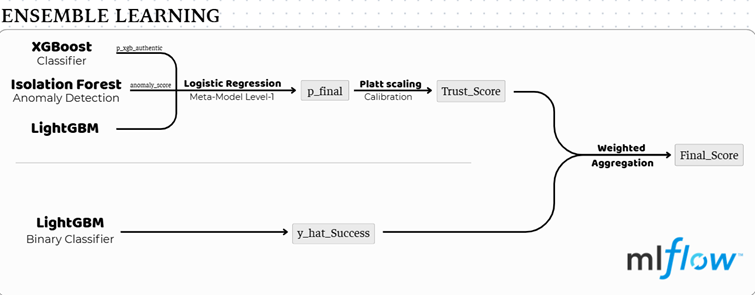 ENSEMBLE LEARNING
XGBoost
Classifier
p_xgb_authentic
Isolation Forest
Anomaly Detection
anomaly_score
LightGBM
Logistic Regression
Meta-Model Level-1
p_final
Platt scaling
Calibration
Trust_Score
Weighted
Aggregation
Final_Score
LightGBM
Binary Classifier
y_hat_Success
mlflow™